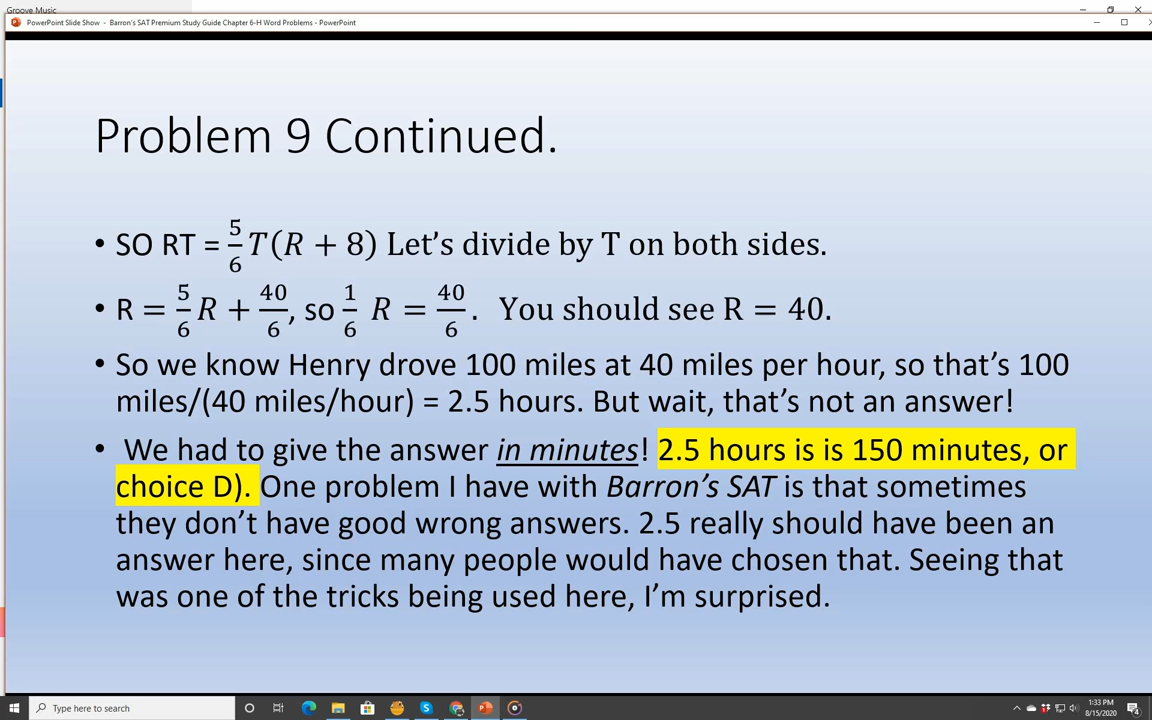 Groove Music
PowerPoint Slide Show - Barron's SAT Premium Study Guide Chapter 6-H Word Problems - PowerPoint
Problem 9 Continued.
• SO RT = 5/6 T(R + 8) Let's divide by T on both sides.
• R = 5/6 R + 40/6, so 1/6 R = 40/6. You should see R = 40.
• So we know Henry drove 100 miles at 40 miles per hour, so that's 100
miles/(40 miles/hour) = 2.5 hours. But wait, that's not an answer!
• We had to give the answer in minutes! 2.5 hours is is 150 minutes, or
choice D). One problem I have with Barron's SAT is that sometimes
they don't have good wrong answers. 2.5 really should have been an
answer here, since many people would have chosen that. Seeing that
was one of the tricks being used here, I'm surprised.
Type here to search
1:33 PM
8/15/2020
4